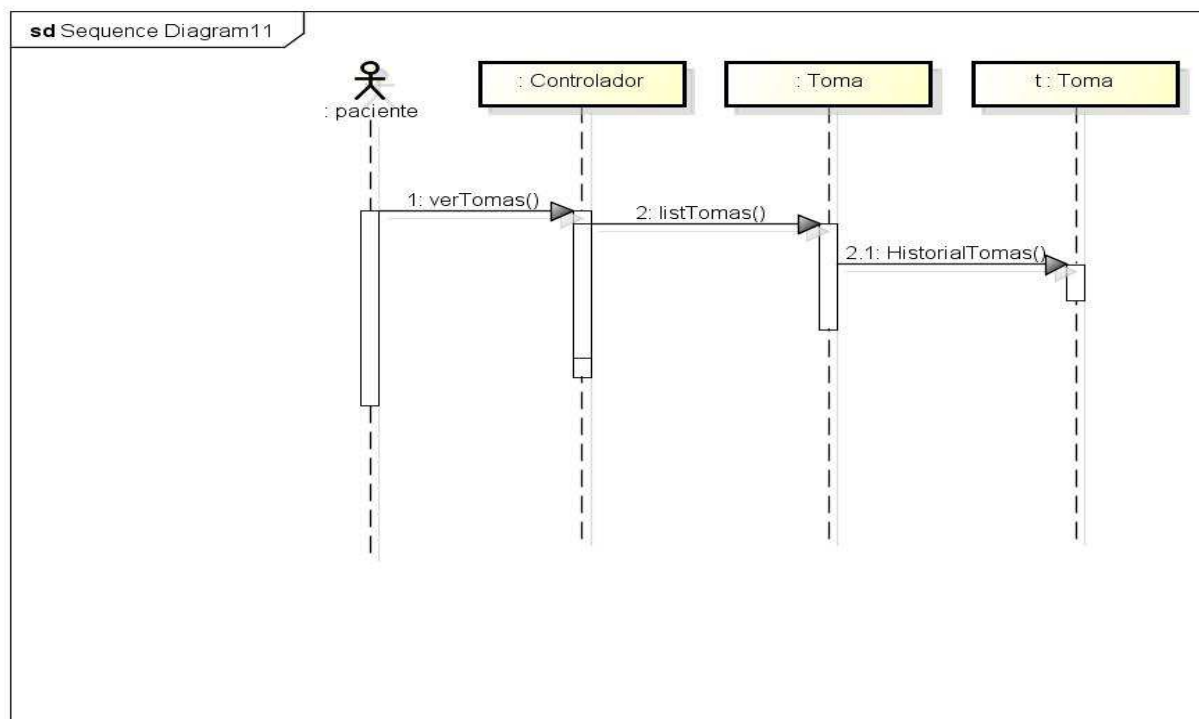 sd Sequence Diagram11
: paciente
: Controlador
: Toma
t : Toma
1: verTomas()
2: listTomas()
2.1: HistorialTomas()